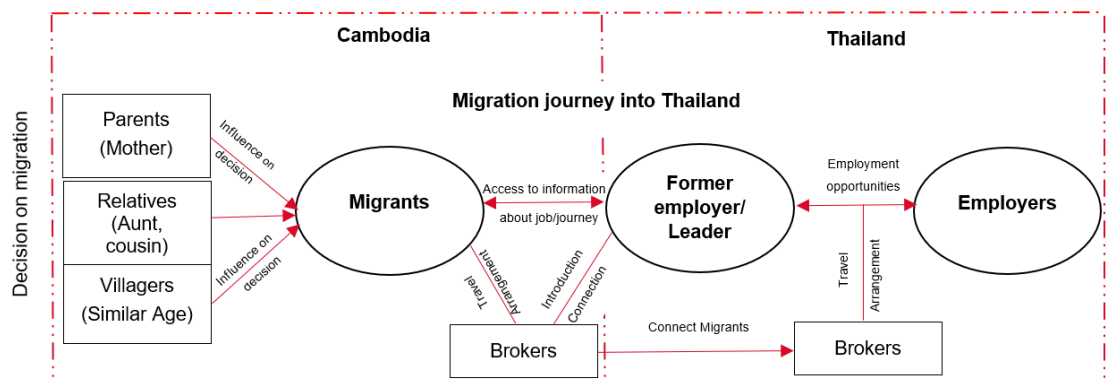 Cambodia
Thailand
Migration journey into Thailand
Decision on migration
Parents
(Mother)
Relatives
(Aunt,
cousin)
Villagers
(Similar Age)
Influence on
decision
Influence on
decision
Migrants
Access to information
about job/journey
Former
employer/
Leader
Employment
opportunities
Employers
Travel
Arrangement
Introduction
Connection
Travel
Arrangement
Brokers
Connect Migrants
Brokers